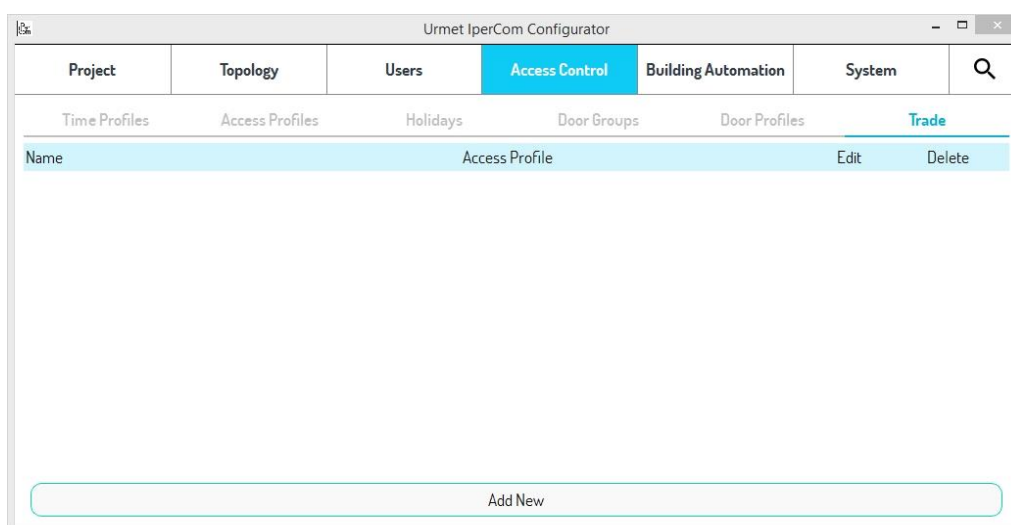 Urmet IperCom Configurator
Project Topology Users Access Control Building Automation System
Time Profiles Access Profiles Holidays Door Groups Door Profiles Trade
Name Access Profile Edit Delete
Add New